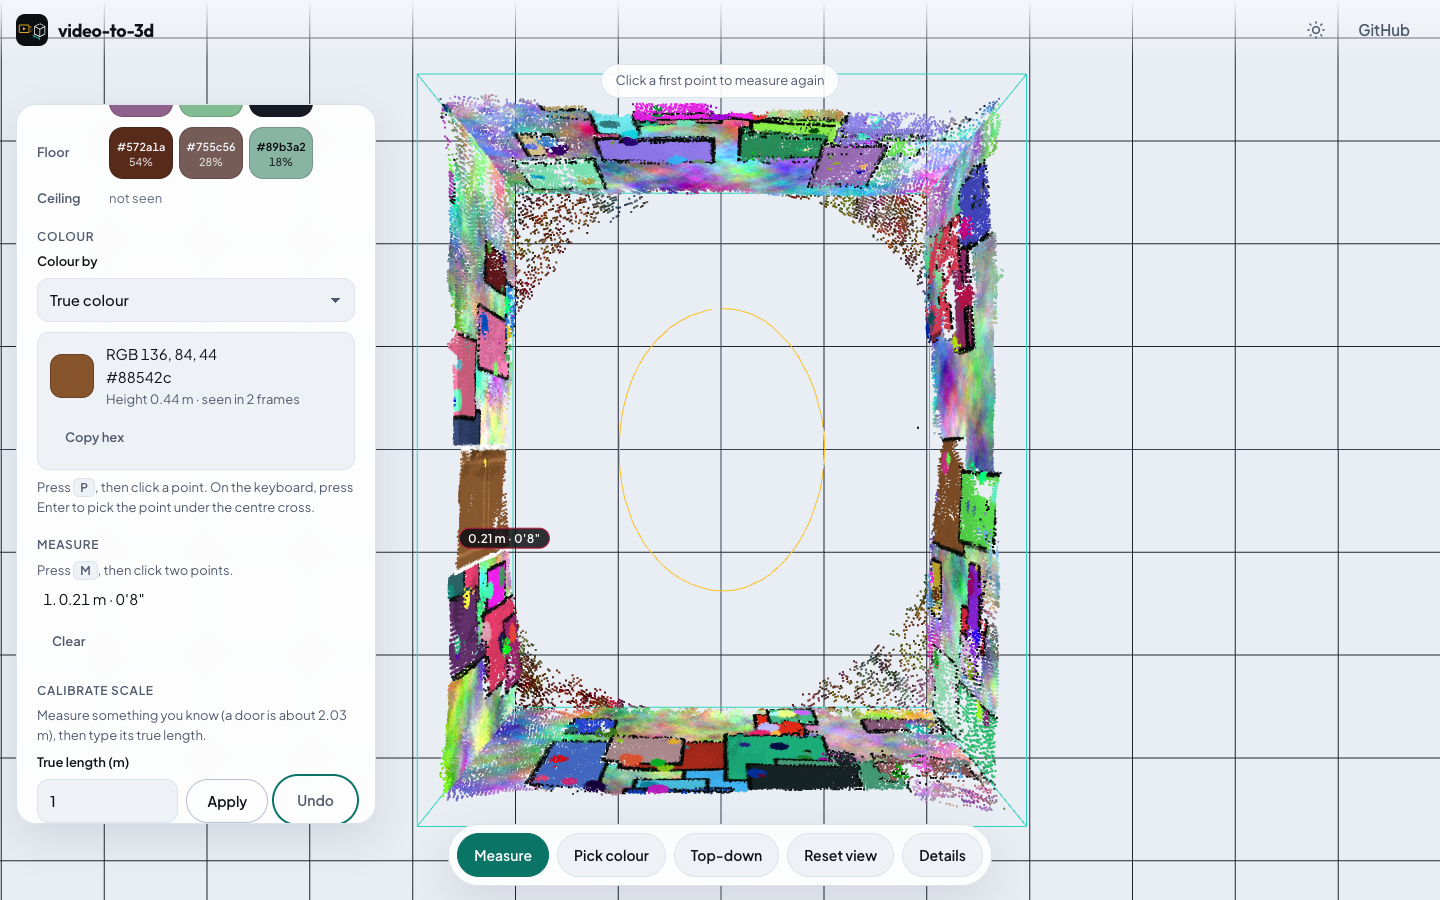 video-to-3d
GitHub
Click a first point to measure again
Floor
#572a1a
54%
#755c56
28%
#89b3a2
18%
Ceiling
not seen
COLOUR
Colour by
True colour
RGB 136, 84, 44
#88542c
Height 0.44 m · seen in 2 frames
Copy hex
Press P, then click a point. On the keyboard, press
Enter to pick the point under the centre cross.
MEASURE
Press M, then click two points.
1. 0.21 m · 0'8"
Clear
CALIBRATE SCALE
Measure something you know (a door is about 2.03
m), then type its true length.
True length (m)
1
Apply
Undo
0.21 m · 0'8"
Measure
Pick colour
Top-down
Reset view
Details